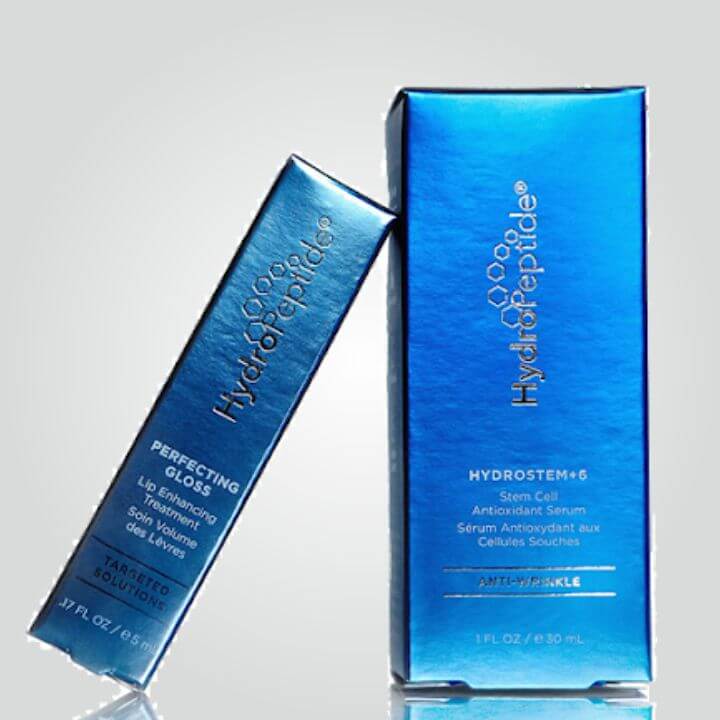 HydroPeptide®
PERFECTING
GLOSS
Lip Enhancing
Treatment
Soin Volume
des Lèvres
TARGETED
SOLUTIONS
.17 FL OZ / ℮ 5 mL
HydroPeptide®
HYDROSTEM+6
Stem Cell
Antioxidant Serum
Sérum Antioxydant aux
Cellules Souches
ANTI-WRINKLE
1 FL OZ / ℮ 30 mL